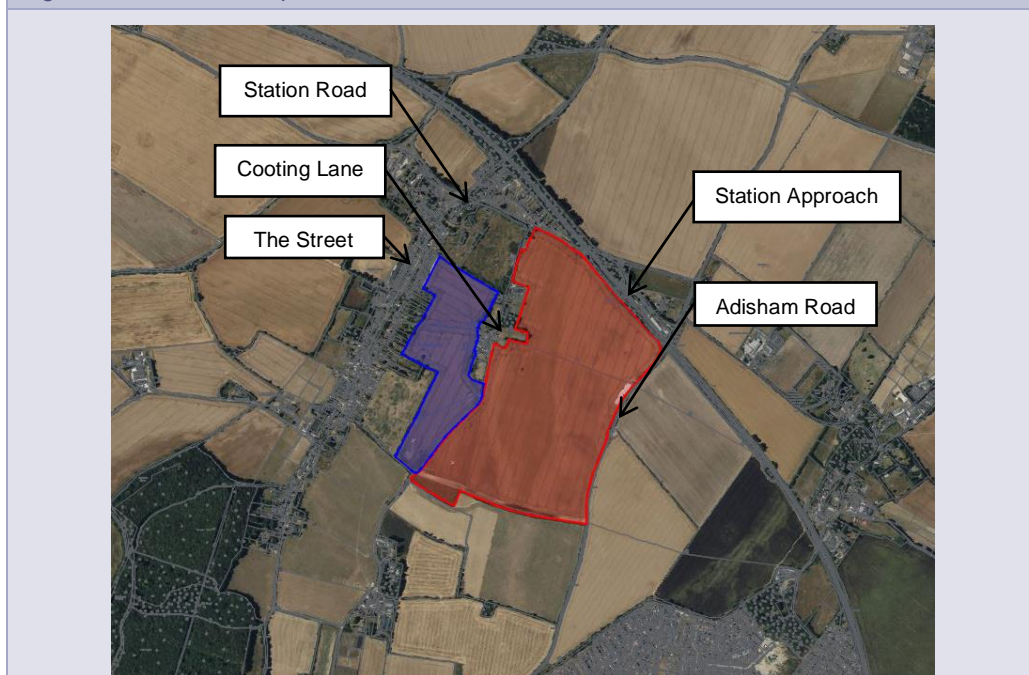 Station Road
Cooting Lane
The Street
Station Approach
Adisham Road